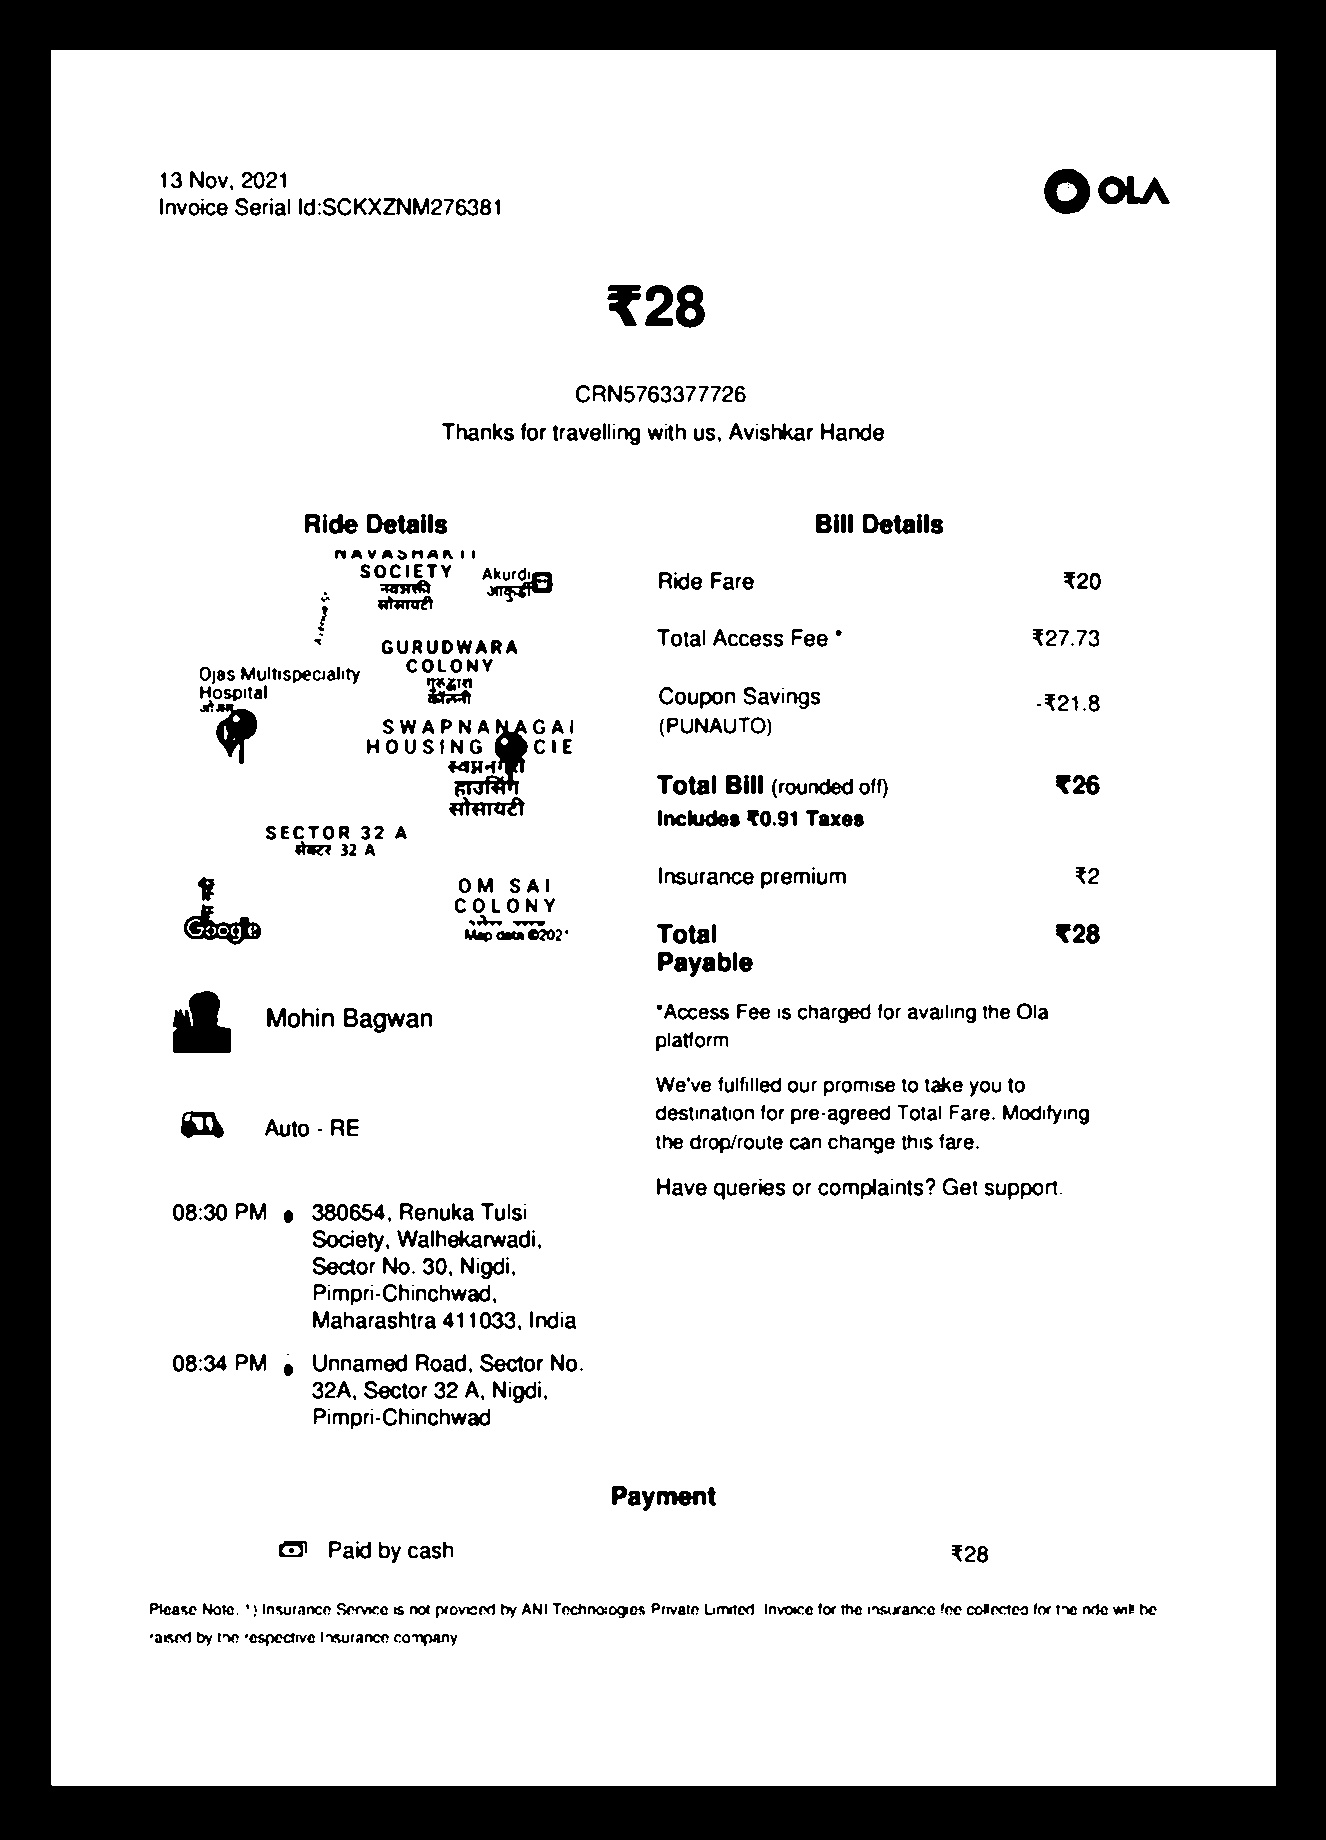 13 Nov, 2021
Invoice Serial Id:SCKXZNM276381
OLA
₹28
CRN5763377726
Thanks for travelling with us, Avishkar Hande
Ride Details
SOCIETY
सोसायटी
Akurdi
आकुर्डी
GURUDWARA
COLONY
गुरुद्वारा
कॉलनी
Ojas Multispeciality
Hospital
SWAPNANAGAI
HOUSING CIE
हाउसिंग
सोसायटी
SECTOR 32 A
सेक्टर 32 A
OM SAI
COLONY
Google
Map data ©202
Mohin Bagwan
Auto - RE
08:30 PM 380654, Renuka Tulsi
Society, Walhekarwadi,
Sector No. 30, Nigdi,
Pimpri-Chinchwad,
Maharashtra 411033, India
08:34 PM Unnamed Road, Sector No.
32A, Sector 32 A, Nigdi,
Pimpri-Chinchwad
Bill Details
Ride Fare ₹20
Total Access Fee * ₹27.73
Coupon Savings -₹21.8
(PUNAUTO)
Total Bill (rounded off) ₹26
Includes ₹0.91 Taxes
Insurance premium ₹2
Total ₹28
Payable
*Access Fee is charged for availing the Ola
platform
We've fulfilled our promise to take you to
destination for pre-agreed Total Fare. Modifying
the drop/route can change this fare.
Have queries or complaints? Get support.
Payment
Paid by cash ₹28
Please Note. *) Insurance Service is not provided by ANI Technologies Private Limited. Invoice for the insurance fee collected for the ride will be
raised by the respective Insurance company